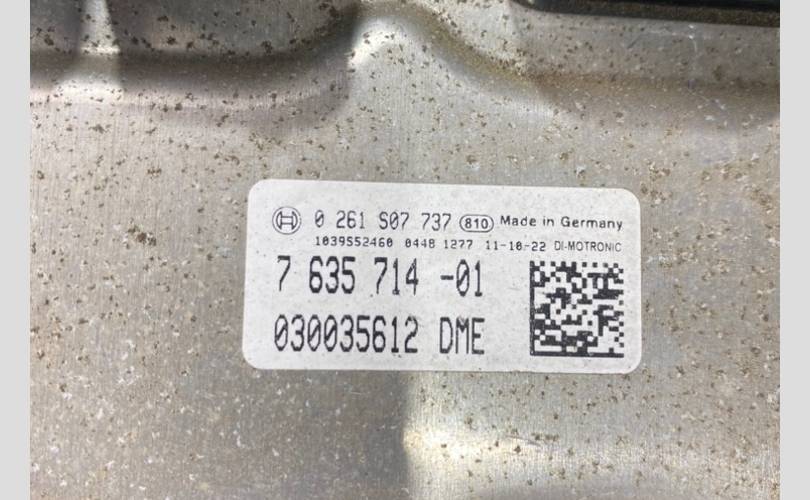 0 261 S07 737 810 Made in Germany
1039S52460 0448 1277 11-10-22 DI-MOTRONIC
7 635 714 -01
030035612 DME